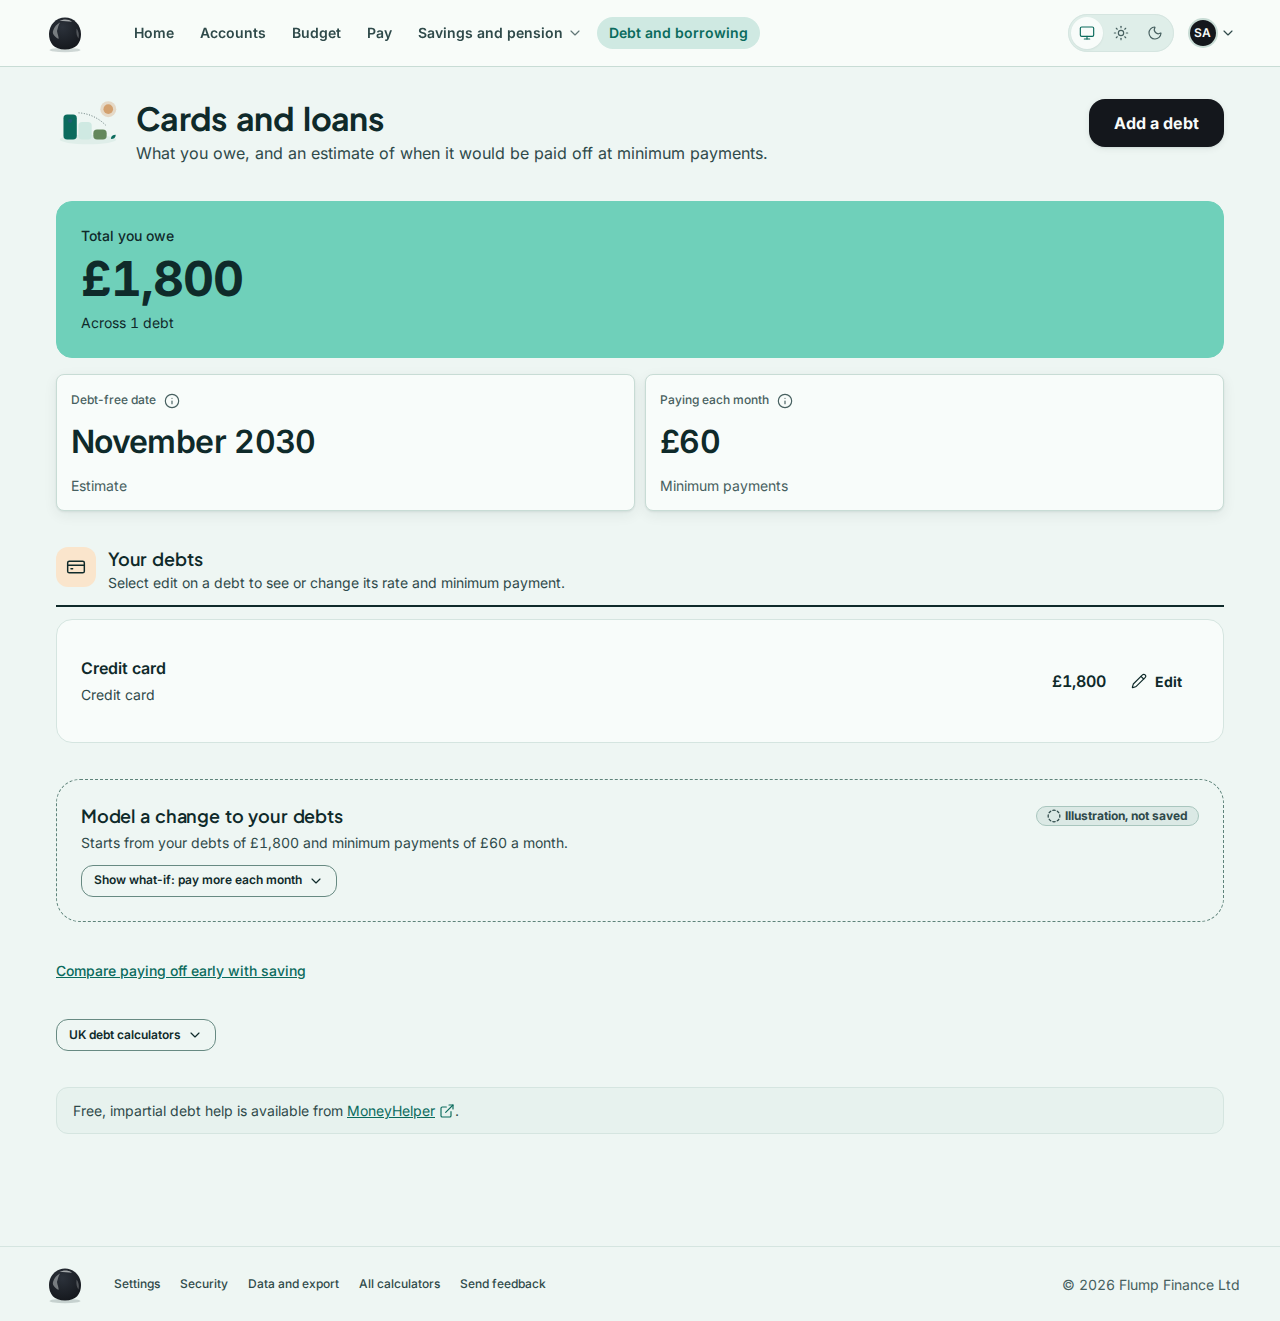 Home Accounts Budget Pay Savings and pension Debt and borrowing SA
Cards and loans
What you owe, and an estimate of when it would be paid off at minimum payments.
Add a debt
Total you owe
£1,800
Across 1 debt
Debt-free date
November 2030
Estimate
Paying each month
£60
Minimum payments
Your debts
Select edit on a debt to see or change its rate and minimum payment.
Credit card
Credit card
£1,800 Edit
Model a change to your debts
Illustration, not saved
Starts from your debts of £1,800 and minimum payments of £60 a month.
Show what-if: pay more each month
Compare paying off early with saving
UK debt calculators
Free, impartial debt help is available from MoneyHelper.
Settings Security Data and export All calculators Send feedback © 2026 Flump Finance Ltd